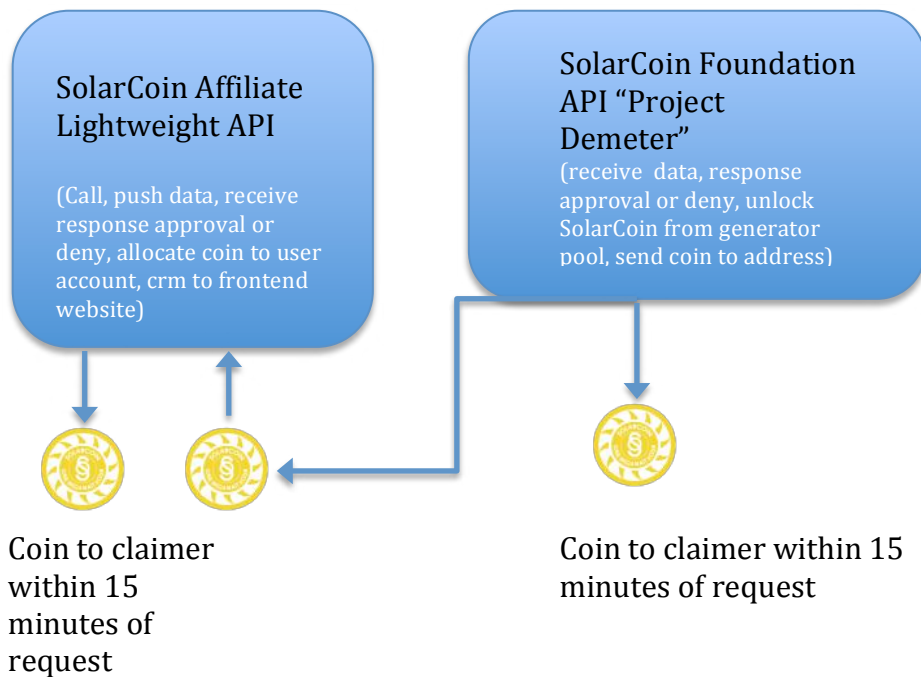 SolarCoin Affiliate
Lightweight API
(Call, push data, receive
response approval or
deny, allocate coin to user
account, crm to frontend
website)
SolarCoin Foundation
API “Project
Demeter”
(receive  data, response
approval or deny, unlock
SolarCoin from generator
pool, send coin to address)
Coin to claimer
within 15
minutes of
request
Coin to claimer within 15
minutes of request